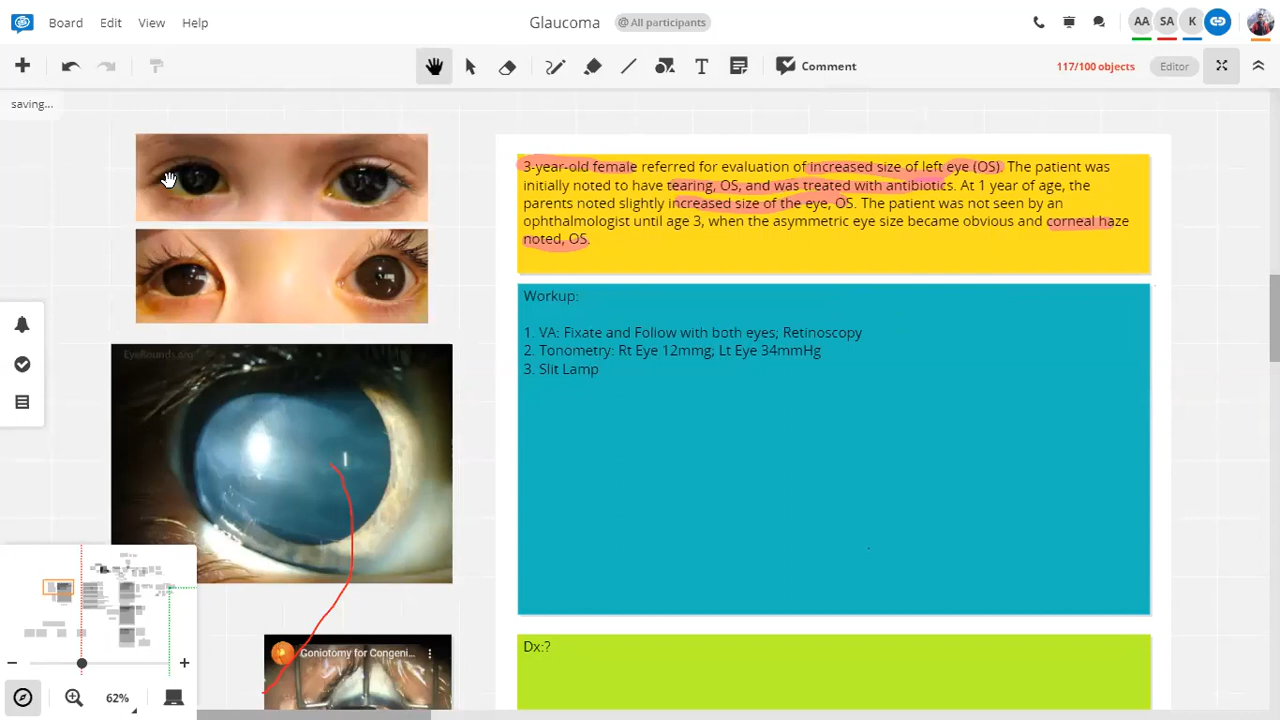 Board Edit View Help
Glaucoma @ All participants
AA SA K
Comment
117/100 objects Editor
saving...
3-year-old female referred for evaluation of increased size of left eye (OS). The patient was
initially noted to have tearing, OS, and was treated with antibiotics. At 1 year of age, the
parents noted slightly increased size of the eye, OS. The patient was not seen by an
ophthalmologist until age 3, when the asymmetric eye size became obvious and corneal haze
noted, OS.
Workup:
1. VA: Fixate and Follow with both eyes; Retinoscopy
2. Tonometry: Rt Eye 12mmg; Lt Eye 34mmHg
3. Slit Lamp
EyeRounds.org
Goniotomy for Congeni...
Dx:?
62%